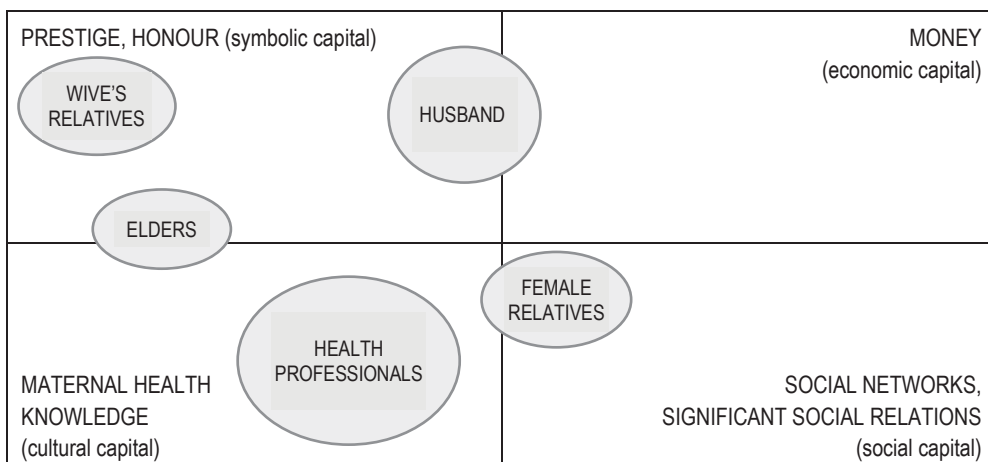 PRESTIGE, HONOUR (symbolic capital)
MONEY
(economic capital)
WIVE'S
RELATIVES
HUSBAND
ELDERS
FEMALE
RELATIVES
HEALTH
PROFESSIONALS
MATERNAL HEALTH
KNOWLEDGE
(cultural capital)
SOCIAL NETWORKS,
SIGNIFICANT SOCIAL RELATIONS
(social capital)